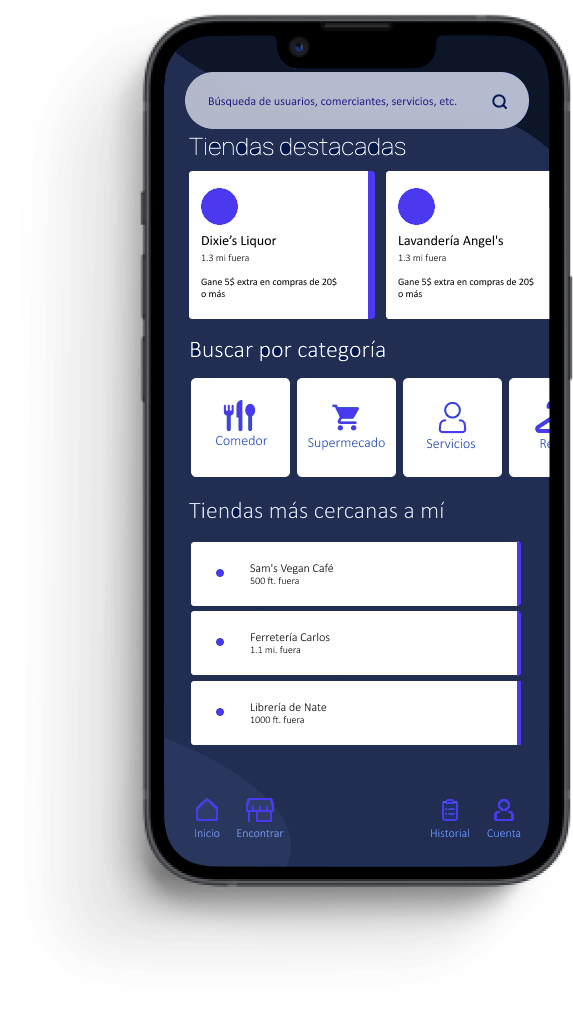 Búsqueda de usuarios, comerciantes, servicios, etc.
Tiendas destacadas
Dixie's Liquor
1.3 mi fuera
Gane 5$ extra en compras de 20$
o más
Lavandería Angel's
1.3 mi fuera
Gane 5$ extra en compras de 20$
o más
Buscar por categoría
Comedor
Supermecado
Servicios
Tiendas más cercanas a mí
Sam's Vegan Café
500 ft. fuera
Ferretería Carlos
1.1 mi. fuera
Librería de Nate
1000 ft. fuera
Inicio
Encontrar
Historial
Cuenta